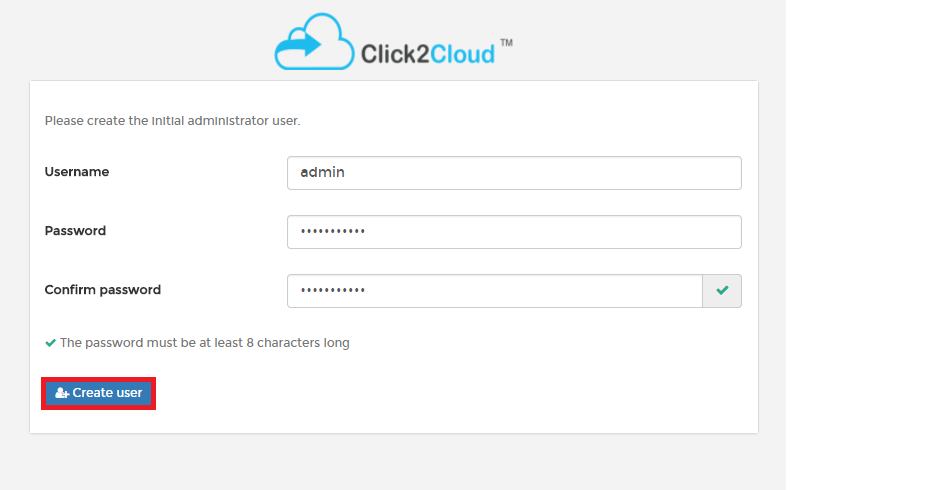 Click2Cloud ™
Please create the initial administrator user.
Username
admin
Password
•••••••••••
Confirm password
•••••••••••
The password must be at least 8 characters long
Create user